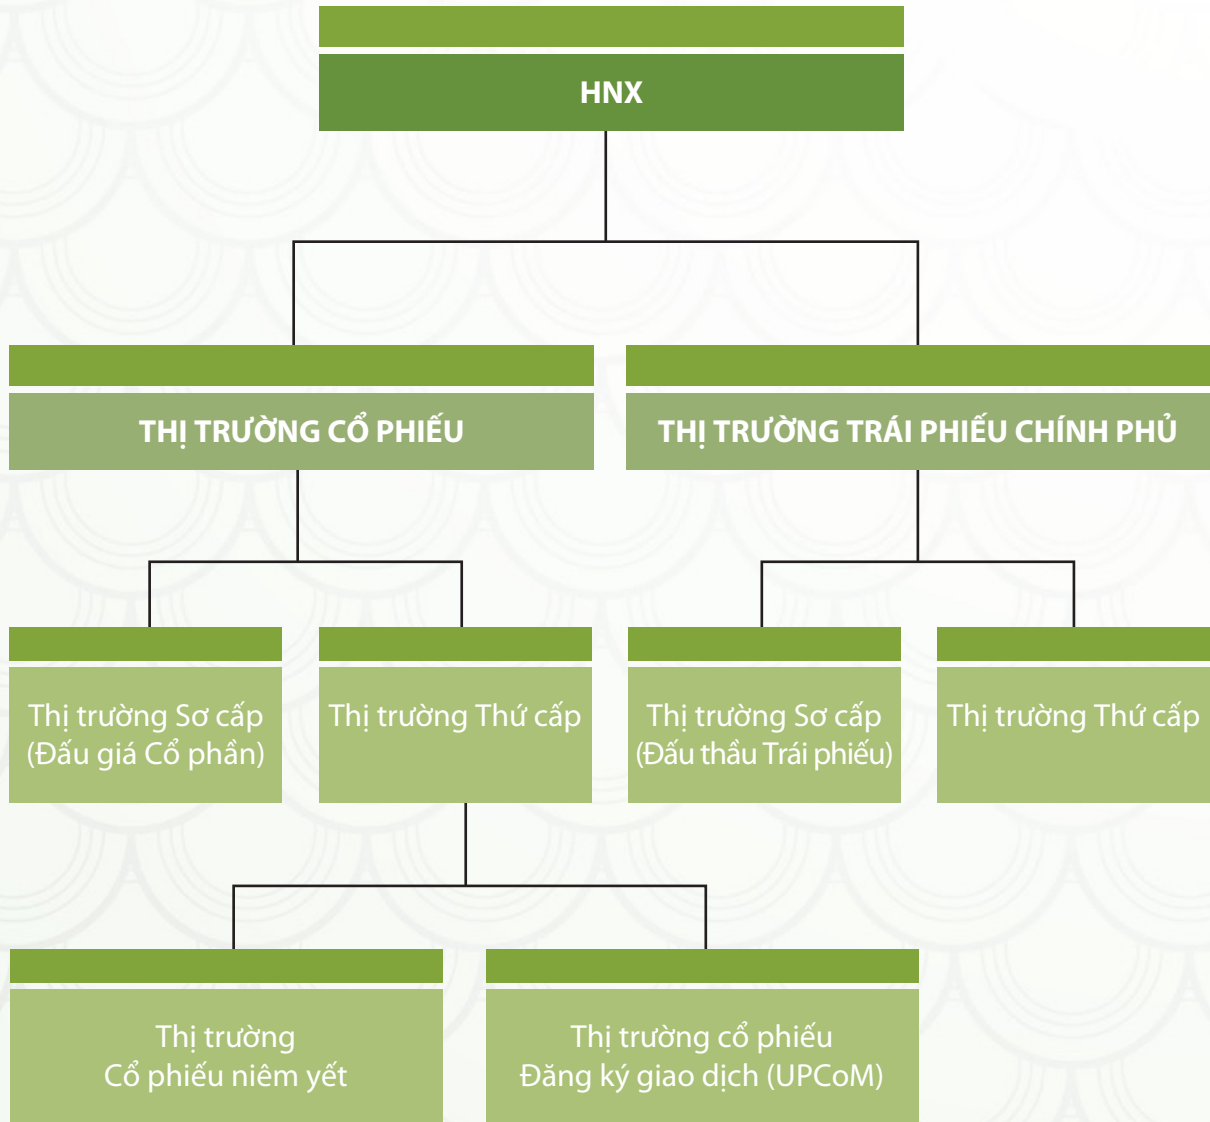 HNX
THỊ TRƯỜNG CỔ PHIẾU
THỊ TRƯỜNG TRÁI PHIẾU CHÍNH PHỦ
Thị trường Sơ cấp
(Đấu giá Cổ phần)
Thị trường Thứ cấp
Thị trường Sơ cấp
(Đấu thầu Trái phiếu)
Thị trường Thứ cấp
Thị trường
Cổ phiếu niêm yết
Thị trường cổ phiếu
Đăng ký giao dịch (UPCoM)